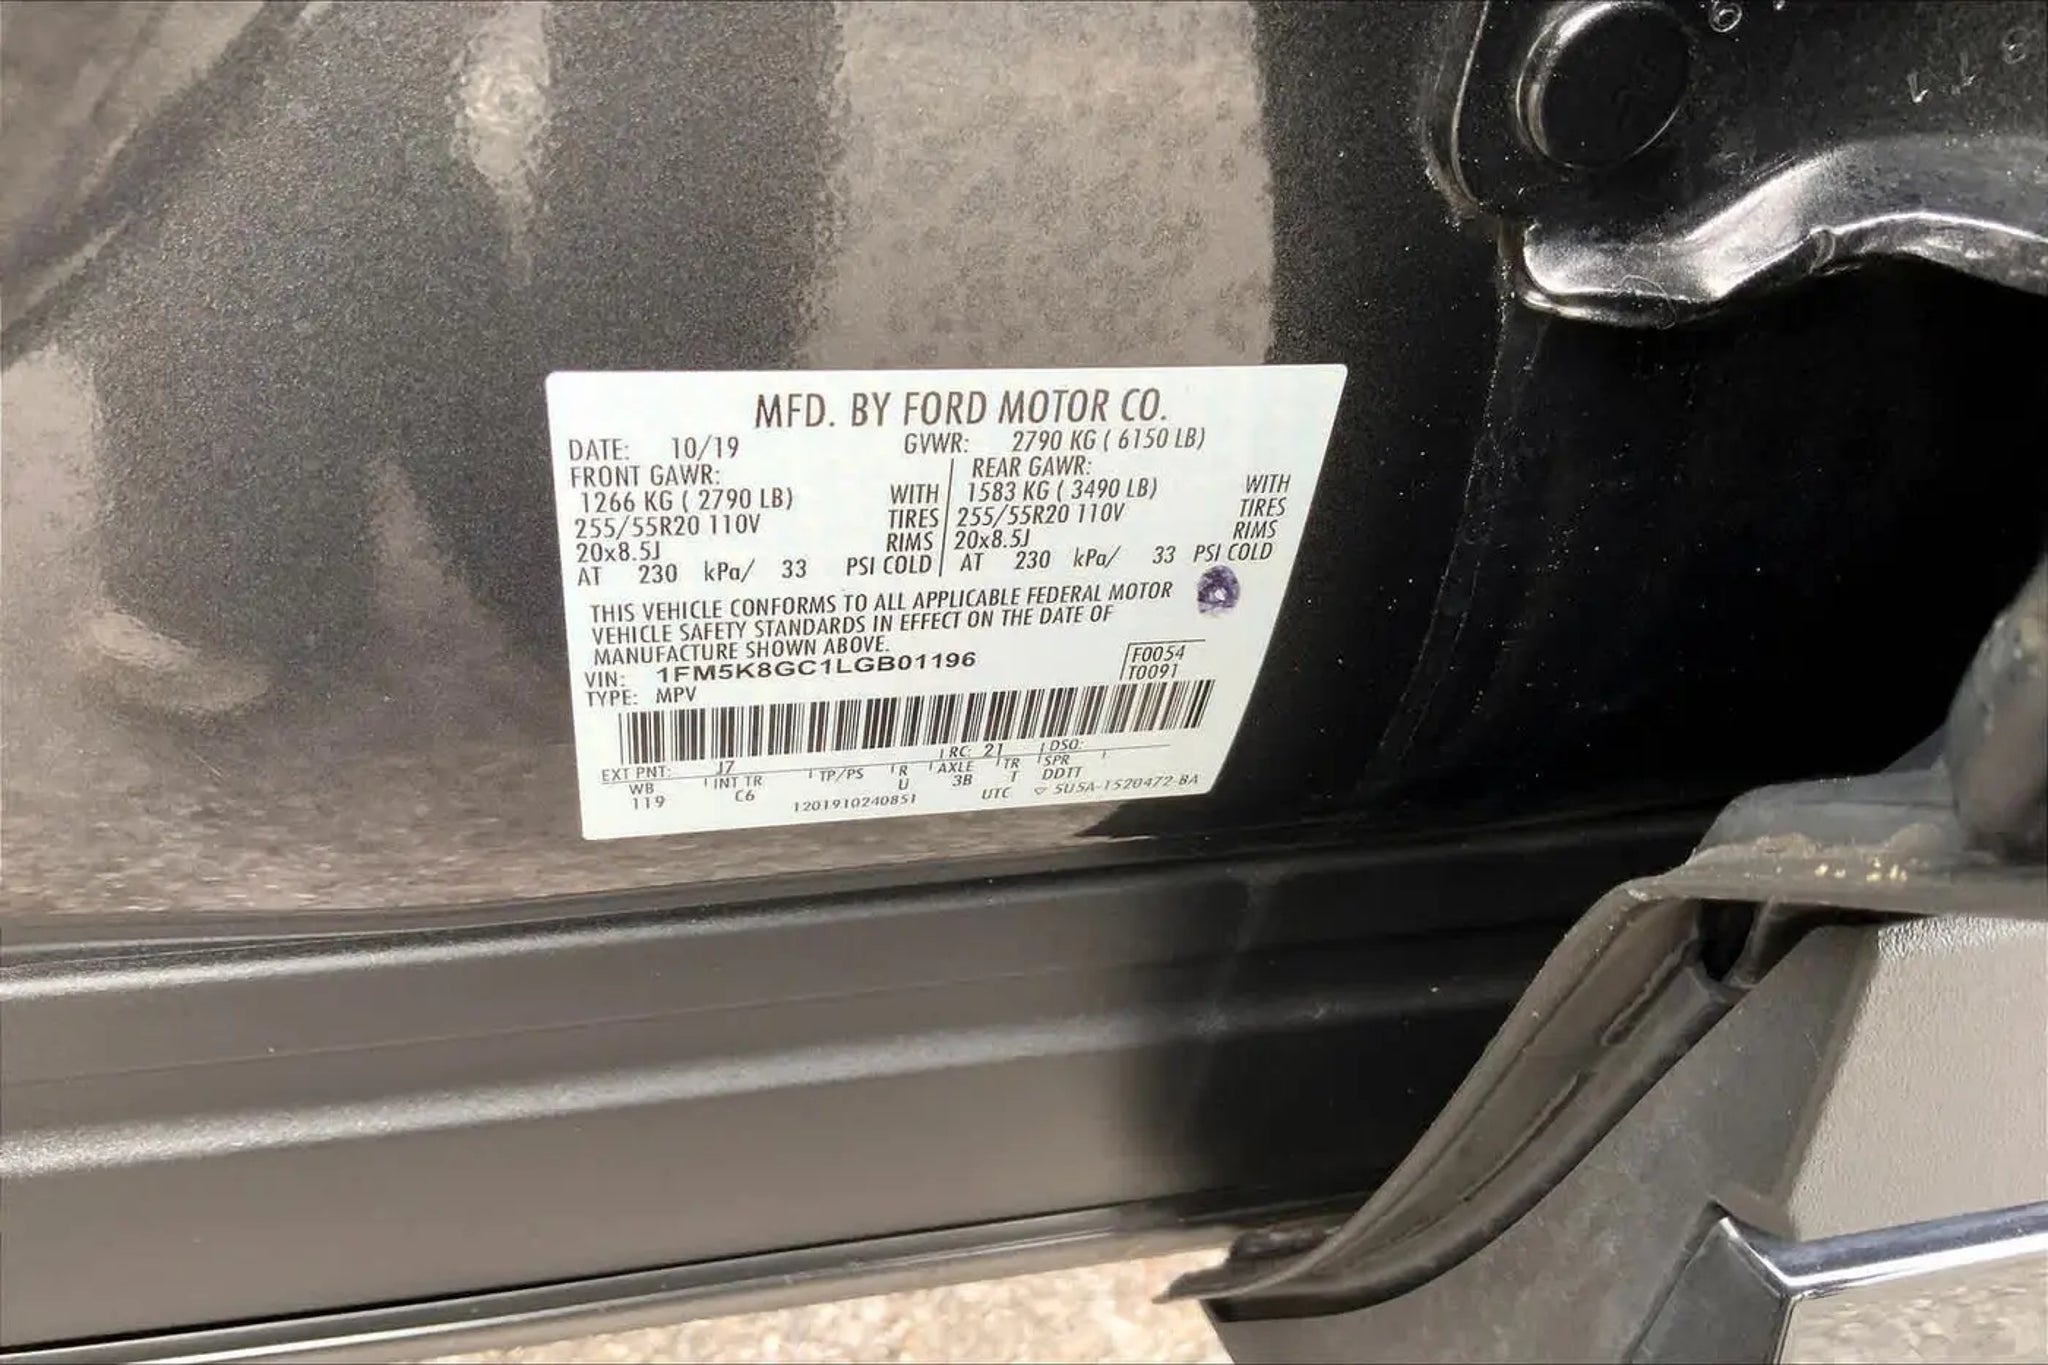 MFD. BY FORD MOTOR CO.
DATE: 10/19 GVWR: 2790 KG ( 6150 LB)
FRONT GAWR: REAR GAWR:
1266 KG ( 2790 LB) WITH 1583 KG ( 3490 LB) WITH
255/55R20 110V TIRES 255/55R20 110V TIRES
20x8.5J RIMS 20x8.5J RIMS
AT 230 kPa/ 33 PSI COLD AT 230 kPa/ 33 PSI COLD
THIS VEHICLE CONFORMS TO ALL APPLICABLE FEDERAL MOTOR
VEHICLE SAFETY STANDARDS IN EFFECT ON THE DATE OF
MANUFACTURE SHOWN ABOVE.
VIN: 1FM5K8GC1LGB01196 F0054
TYPE: MPV T0091
EXT PNT: J7 RC: 21 DSO:
WB INT TR TP/PS R AXLE TR SPR
119 C6 U 3B T DDTT
1201910240851 UTC 5U5A-1520472-BA